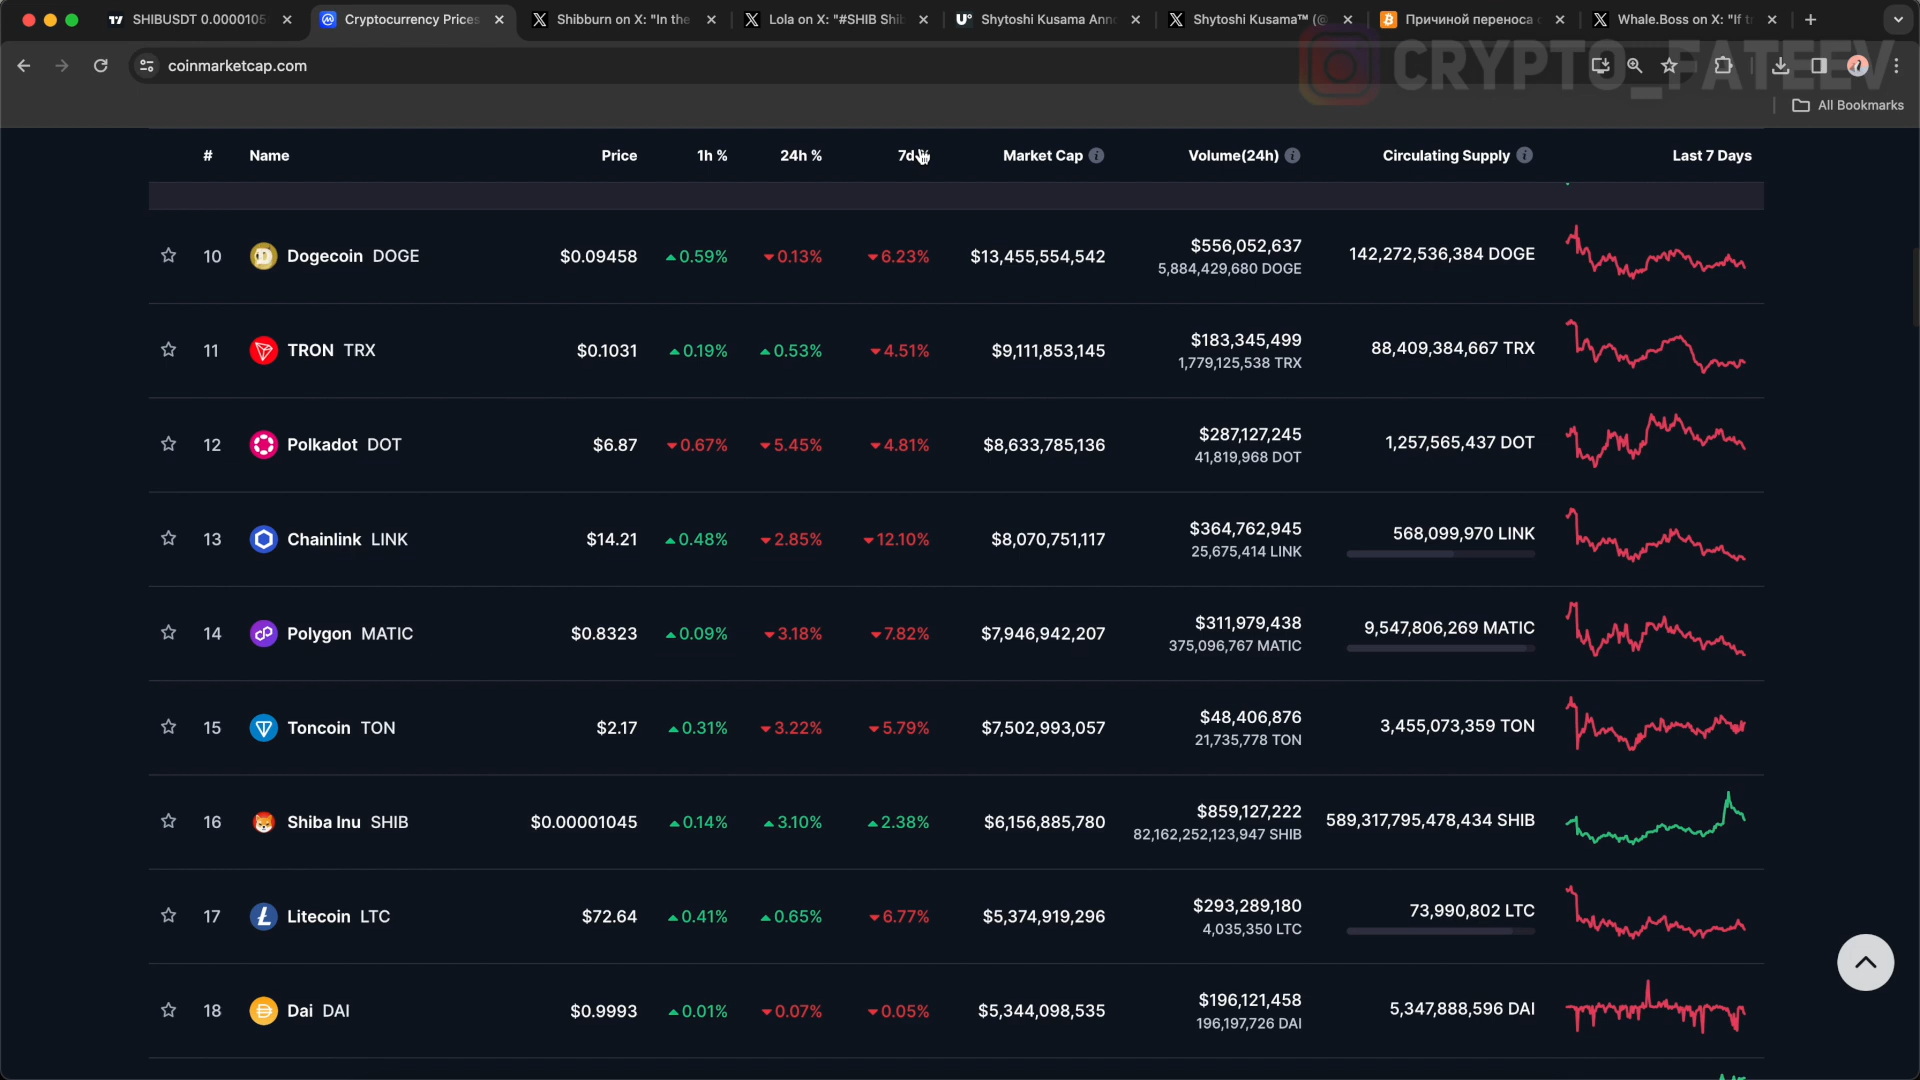 SHIBUSDT 0.0000105
Cryptocurrency Prices
Shibburn on X: "In the
Lola on X: "#SHIB Shi
Shytoshi Kusama Ann
Shytoshi Kusama™ (@
Причиной переноса
Whale.Boss on X: "If t
coinmarketcap.com
CRYPTO_FATEEV
All Bookmarks
# Name Price 1h % 24h % 7d % Market Cap Volume(24h) Circulating Supply Last 7 Days
10 Dogecoin DOGE $0.09458 0.59% 0.13% 6.23% $13,455,554,542 $556,052,637 142,272,536,384 DOGE
5,884,429,680 DOGE
11 TRON TRX $0.1031 0.19% 0.53% 4.51% $9,111,853,145 $183,345,499 88,409,384,667 TRX
1,779,125,538 TRX
12 Polkadot DOT $6.87 0.67% 5.45% 4.81% $8,633,785,136 $287,127,245 1,257,565,437 DOT
41,819,968 DOT
13 Chainlink LINK $14.21 0.48% 2.85% 12.10% $8,070,751,117 $364,762,945 568,099,970 LINK
25,675,414 LINK
14 Polygon MATIC $0.8323 0.09% 3.18% 7.82% $7,946,942,207 $311,979,438 9,547,806,269 MATIC
375,096,767 MATIC
15 Toncoin TON $2.17 0.31% 3.22% 5.79% $7,502,993,057 $48,406,876 3,455,073,359 TON
21,735,778 TON
16 Shiba Inu SHIB $0.00001045 0.14% 3.10% 2.38% $6,156,885,780 $859,127,222 589,317,795,478,434 SHIB
82,162,252,123,947 SHIB
17 Litecoin LTC $72.64 0.41% 0.65% 6.77% $5,374,919,296 $293,289,180 73,990,802 LTC
4,035,350 LTC
18 Dai DAI $0.9993 0.01% 0.07% 0.05% $5,344,098,535 $196,121,458 5,347,888,596 DAI
196,197,726 DAI